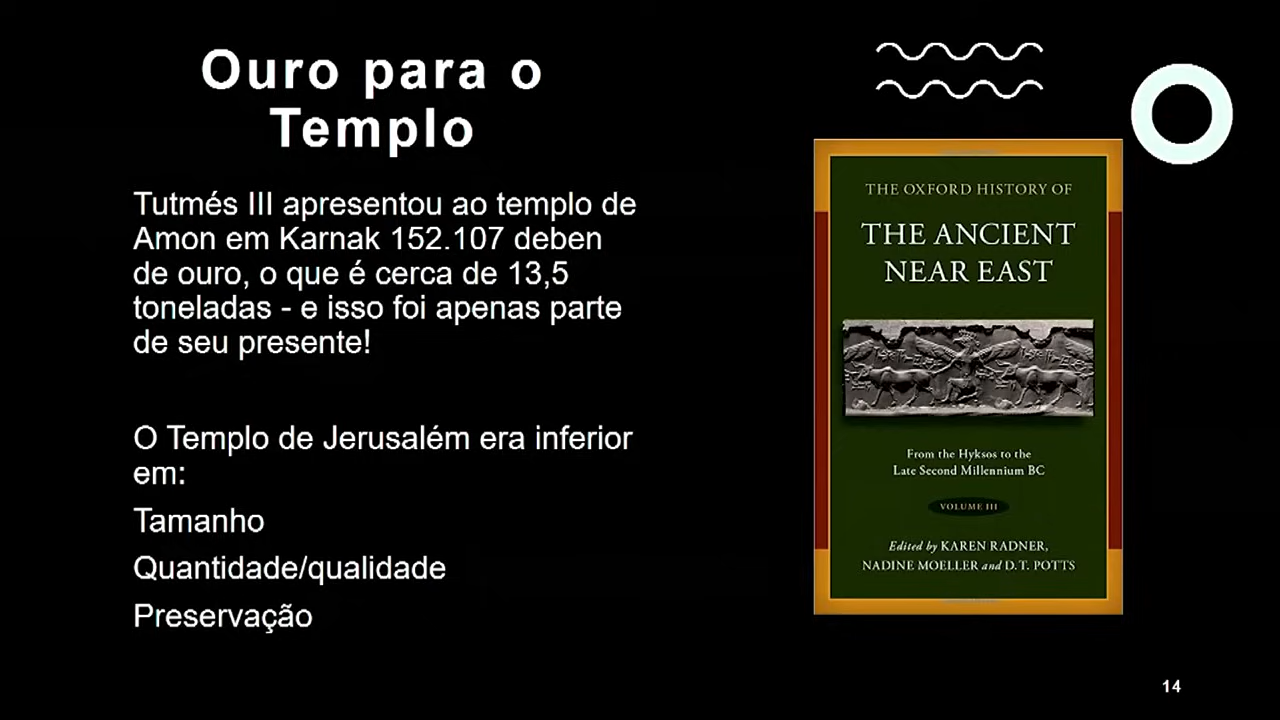 Ouro para o
Templo
Tutmés III apresentou ao templo de
Amon em Karnak 152.107 deben
de ouro, o que é cerca de 13,5
toneladas - e isso foi apenas parte
de seu presente!
O Templo de Jerusalém era inferior
em:
Tamanho
Quantidade/qualidade
Preservação
THE OXFORD HISTORY OF
THE ANCIENT
NEAR EAST
From the Hyksos to the
Late Second Millennium BC
VOLUME III
Edited by KAREN RADNER,
NADINE MOELLER and D.T. POTTS
14